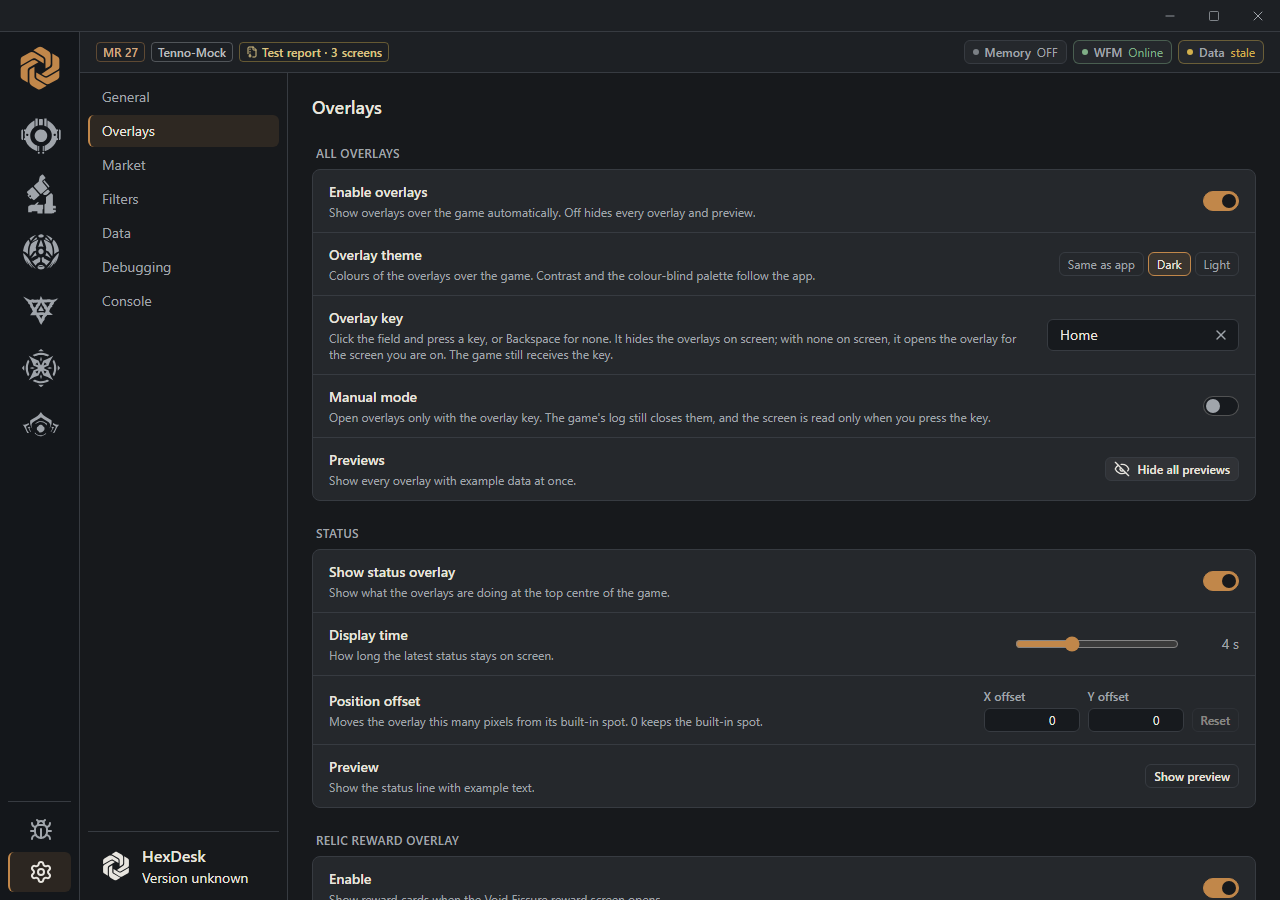 MR 27
Tenno-Mock
Test report · 3 screens
Memory OFF
WFM Online
Data stale
General
Overlays
Market
Filters
Data
Debugging
Console
HexDesk
Version unknown
Overlays
ALL OVERLAYS
Enable overlays
Show overlays over the game automatically. Off hides every overlay and preview.
Overlay theme
Colours of the overlays over the game. Contrast and the colour-blind palette follow the app.
Same as app
Dark
Light
Overlay key
Click the field and press a key, or Backspace for none. It hides the overlays on screen; with none on screen, it opens the overlay for
the screen you are on. The game still receives the key.
Home
Manual mode
Open overlays only with the overlay key. The game's log still closes them, and the screen is read only when you press the key.
Previews
Show every overlay with example data at once.
Hide all previews
STATUS
Show status overlay
Show what the overlays are doing at the top centre of the game.
Display time
How long the latest status stays on screen.
4 s
Position offset
Moves the overlay this many pixels from its built-in spot. 0 keeps the built-in spot.
X offset
Y offset
0
0
Reset
Preview
Show the status line with example text.
Show preview
RELIC REWARD OVERLAY
Enable
Show reward cards when the Void Fissure reward screen opens.